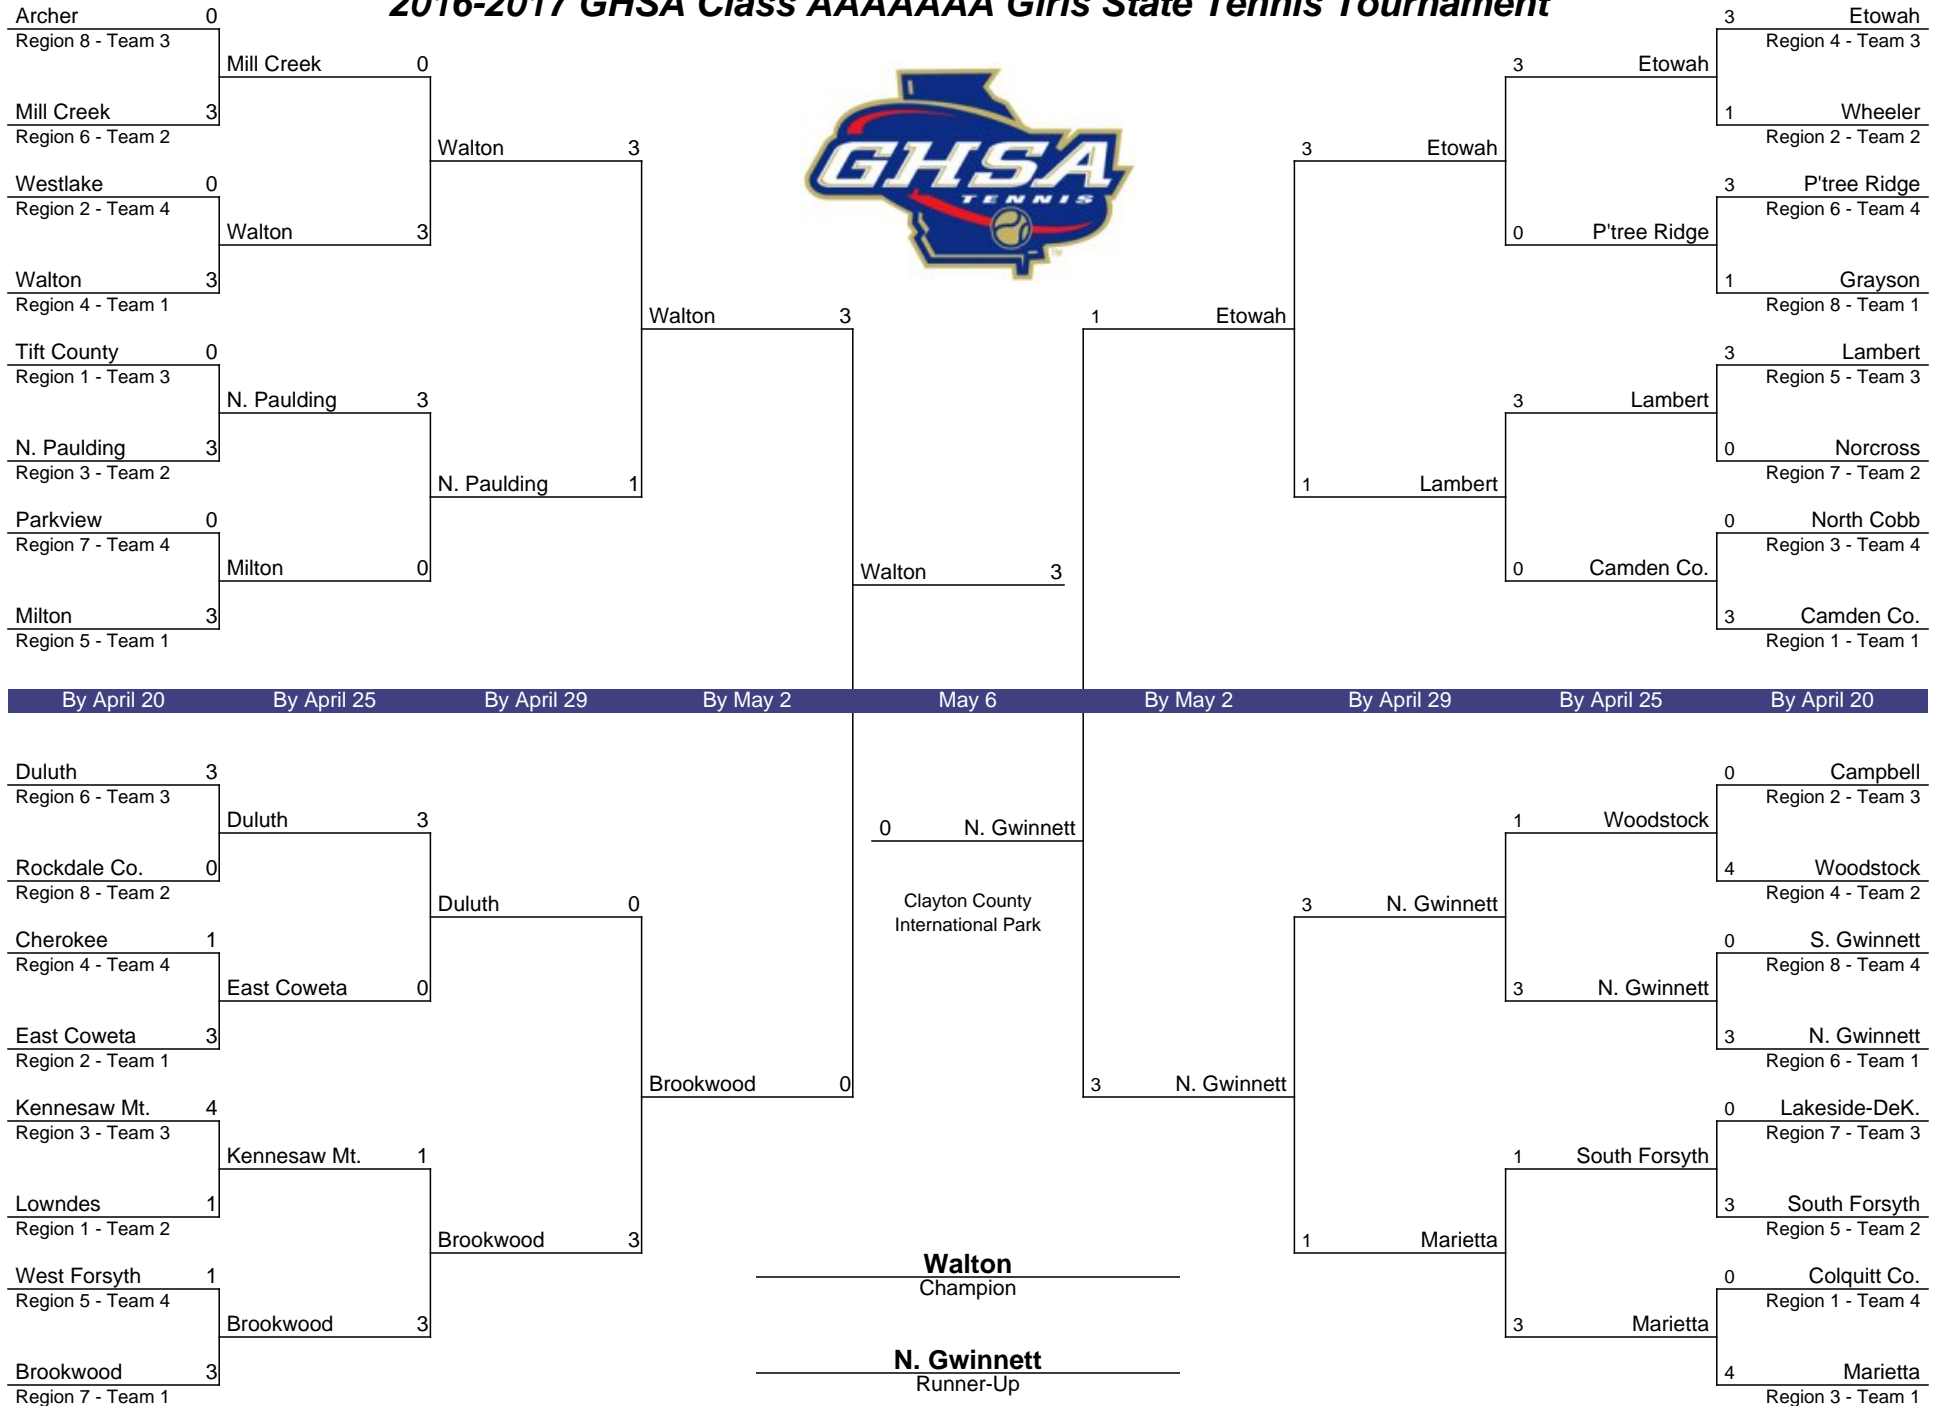 2016-2017 GHSA Class AAAAAAA Girls State Tennis Tournament
Archer 0
Region 8 - Team 3
Mill Creek 0
Mill Creek 3
Region 6 - Team 2
Walton 3
Westlake 0
Region 2 - Team 4
Walton 3
Walton 3
Region 4 - Team 1
Walton 3
Tift County 0
Region 1 - Team 3
N. Paulding 3
N. Paulding 3
Region 3 - Team 2
N. Paulding 1
Parkview 0
Region 7 - Team 4
Milton 0
Milton 3
Region 5 - Team 1
GHSA
TENNIS
TM
Walton 3
3 Etowah
Region 4 - Team 3
3 Etowah
1 Wheeler
Region 2 - Team 2
3 Etowah
3 P'tree Ridge
Region 6 - Team 4
0 P'tree Ridge
1 Grayson
Region 8 - Team 1
1 Etowah
3 Lambert
Region 5 - Team 3
3 Lambert
0 Norcross
Region 7 - Team 2
1 Lambert
0 North Cobb
Region 3 - Team 4
0 Camden Co.
3 Camden Co.
Region 1 - Team 1
By April 20 By April 25 By April 29 By May 2 May 6 By May 2 By April 29 By April 25 By April 20
Duluth 3
Region 6 - Team 3
Duluth 3
Rockdale Co. 0
Region 8 - Team 2
Duluth 0
Cherokee 1
Region 4 - Team 4
East Coweta 0
East Coweta 3
Region 2 - Team 1
Brookwood 0
Kennesaw Mt. 4
Region 3 - Team 3
Kennesaw Mt. 1
Lowndes 1
Region 1 - Team 2
Brookwood 3
West Forsyth 1
Region 5 - Team 4
Brookwood 3
Brookwood 3
Region 7 - Team 1
0 N. Gwinnett
Clayton County
International Park
Walton
Champion
N. Gwinnett
Runner-Up
0 Campbell
Region 2 - Team 3
1 Woodstock
4 Woodstock
Region 4 - Team 2
3 N. Gwinnett
0 S. Gwinnett
Region 8 - Team 4
3 N. Gwinnett
3 N. Gwinnett
Region 6 - Team 1
3 N. Gwinnett
0 Lakeside-DeK.
Region 7 - Team 3
1 South Forsyth
3 South Forsyth
Region 5 - Team 2
1 Marietta
0 Colquitt Co.
Region 1 - Team 4
3 Marietta
4 Marietta
Region 3 - Team 1